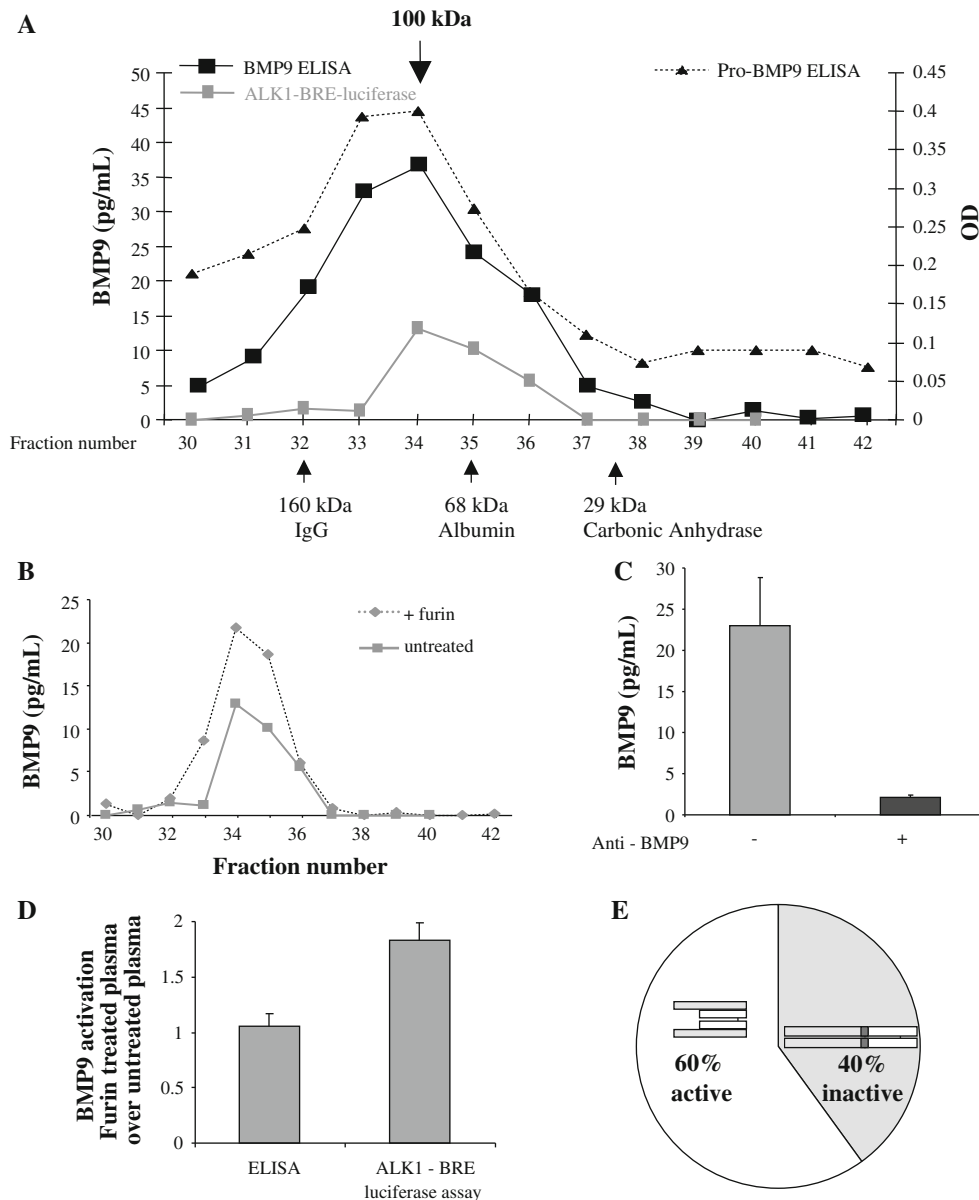 A
100 kDa
BMP9 ELISA
ALK1-BRE-luciferase
Pro-BMP9 ELISA
BMP9 (pg/mL)
50
45
40
35
30
25
20
15
10
5
0
OD
0.45
0.4
0.35
0.3
0.25
0.2
0.15
0.1
0.05
0
Fraction number
30 31 32 33 34 35 36 37 38 39 40 41 42
160 kDa
IgG
68 kDa
Albumin
29 kDa
Carbonic Anhydrase
B
BMP9 (pg/mL)
25
20
15
10
5
0
+ furin
untreated
30 32 34 36 38 40 42
Fraction number
C
BMP9 (pg/mL)
30
25
20
15
10
5
0
Anti - BMP9 - +
D
BMP9 activation
Furin treated plasma
over untreated plasma
2
1.5
1
0.5
0
ELISA
ALK1 - BRE
luciferase assay
E
60%
active
40%
inactive